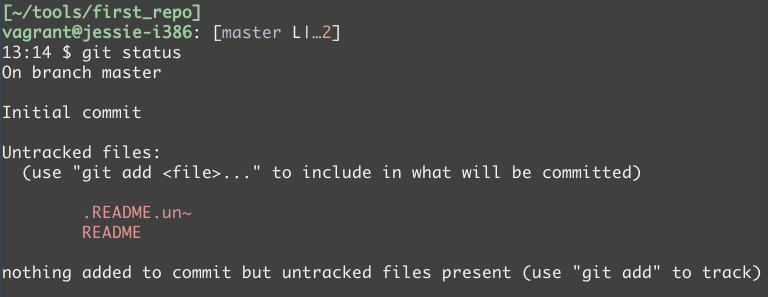 [~/tools/first_repo]
vagrant@jessie-i386: [master L|…2]
13:14 $ git status
On branch master
Initial commit
Untracked files:
(use "git add <file>..." to include in what will be committed)
.README.un~
README
nothing added to commit but untracked files present (use "git add" to track)